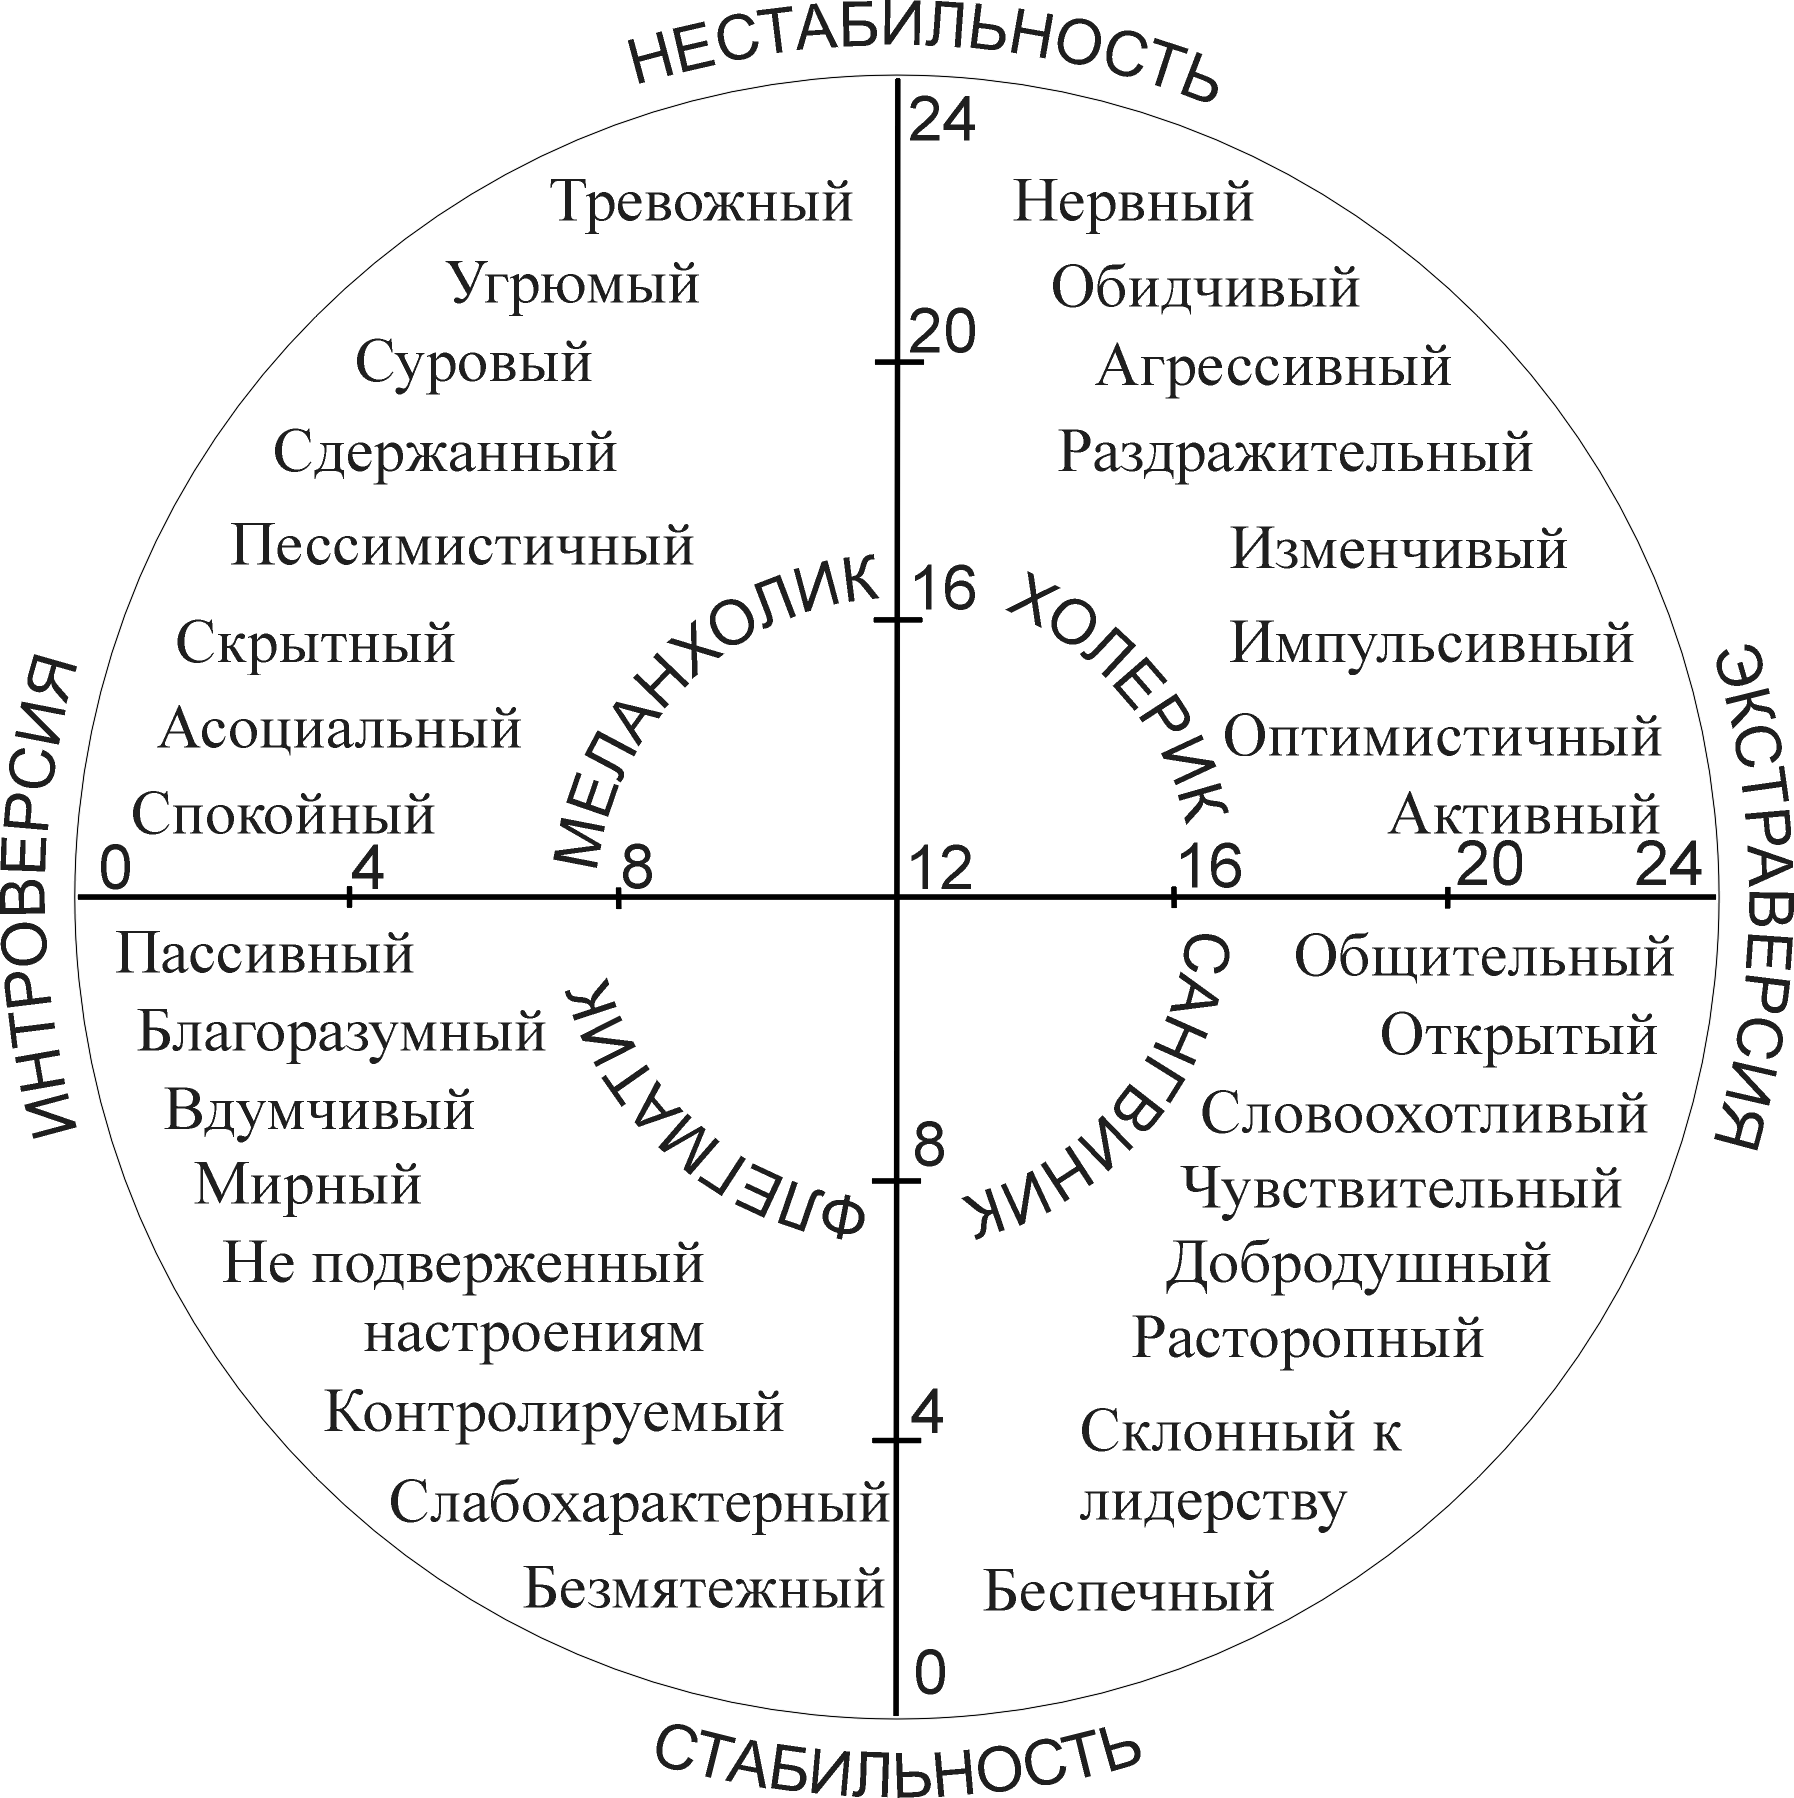 НЕСТАБИЛЬНОСТЬ
24
Тревожный
Нервный
Угрюмый
Обидчивый
20
Суровый
Агрессивный
Сдержанный
Раздражительный
Пессимистичный
Изменчивый
МЕЛАНХОЛИК
16
ХОЛЕРИК
Скрытный
Импульсивный
Асоциальный
Оптимистичный
Спокойный
Активный
ИНТРОВЕРСИЯ
0
4
8
12
16
20
24
ЭКСТРАВЕРСИЯ
Пассивный
Общительный
Благоразумный
Открытый
Вдумчивый
Словоохотливый
ФЛЕГМАТИК
8
САНГВИНИК
Мирный
Чувствительный
Не подверженный
настроениям
Добродушный
Расторопный
Контролируемый
4
Склонный к
лидерству
Слабохарактерный
Безмятежный
Беспечный
0
СТАБИЛЬНОСТЬ